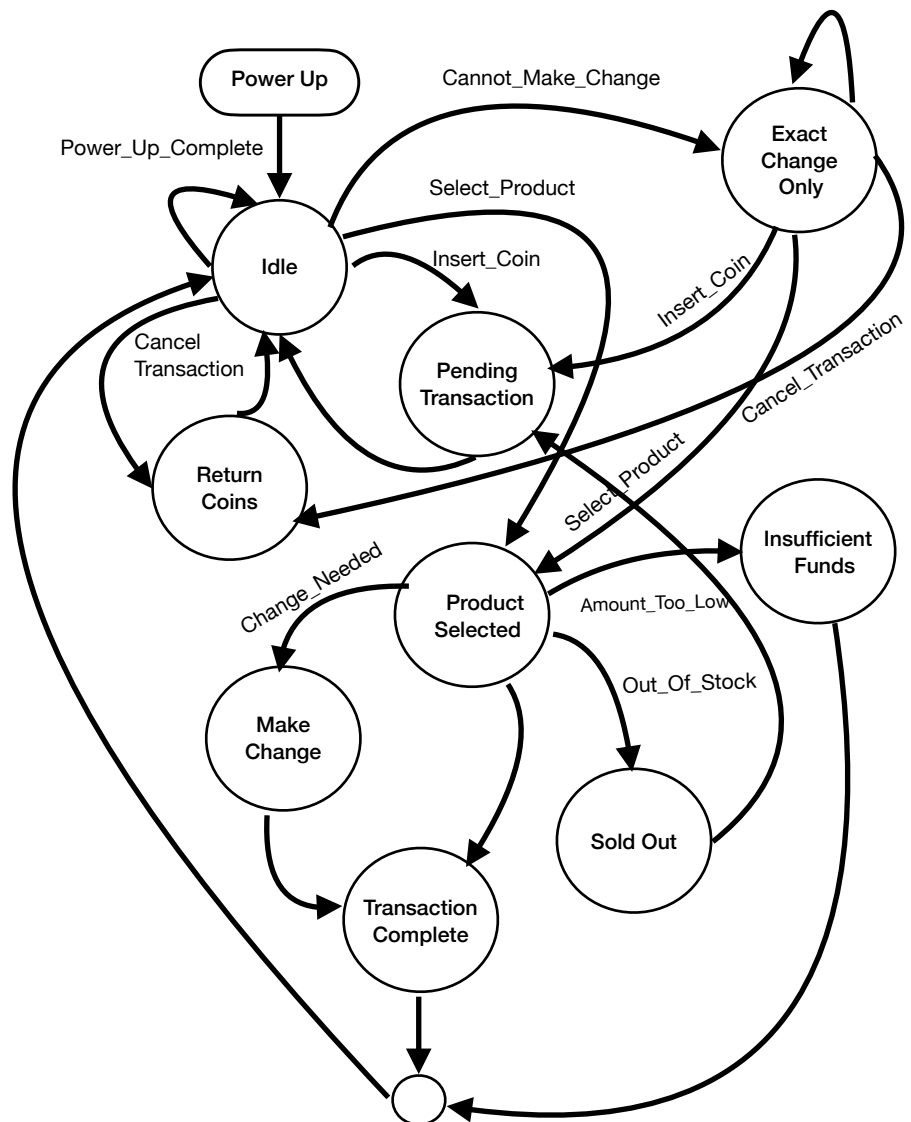 Power Up
Cannot_Make_Change
Exact
Change
Only
Power_Up_Complete
Select_Product
Idle
Insert_Coin
Insert_Coin
Cancel
Transaction
Pending
Transaction
Cancel_Transaction
Return
Coins
Select_Product
Insufficient
Funds
Change_Needed
Product
Selected
Amount_Too_Low
Out_Of_Stock
Make
Change
Sold Out
Transaction
Complete